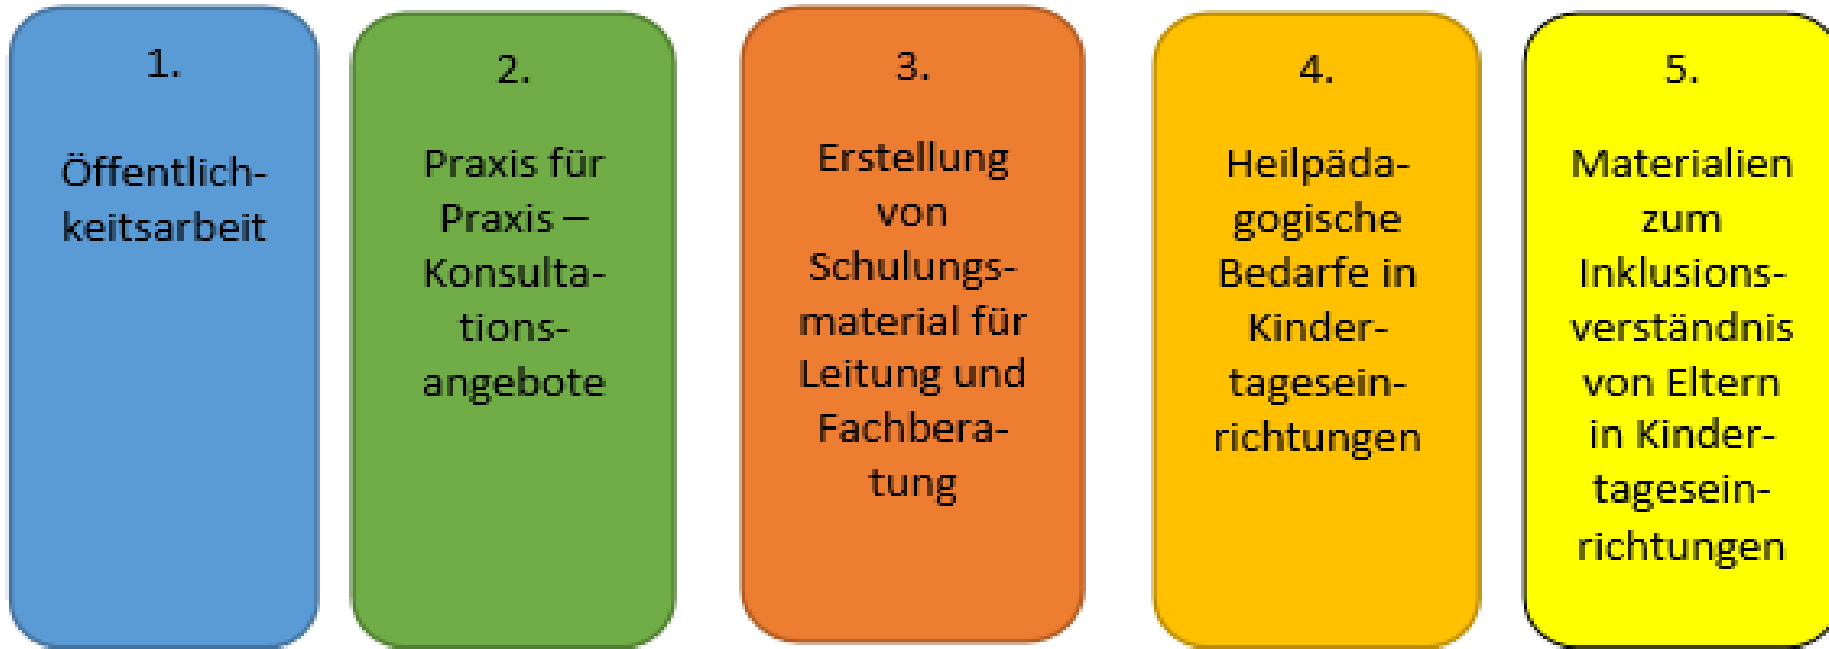 1.
Öffentlich-
keitsarbeit
2.
Praxis für
Praxis –
Konsulta-
tions-
angebote
3.
Erstellung
von
Schulungs-
material für
Leitung und
Fachbera-
tung
4.
Heilpäda-
gogische
Bedarfe in
Kinder-
tagesein-
richtungen
5.
Materialien
zum
Inklusions-
verständnis
von Eltern
in Kinder-
tagesein-
richtungen